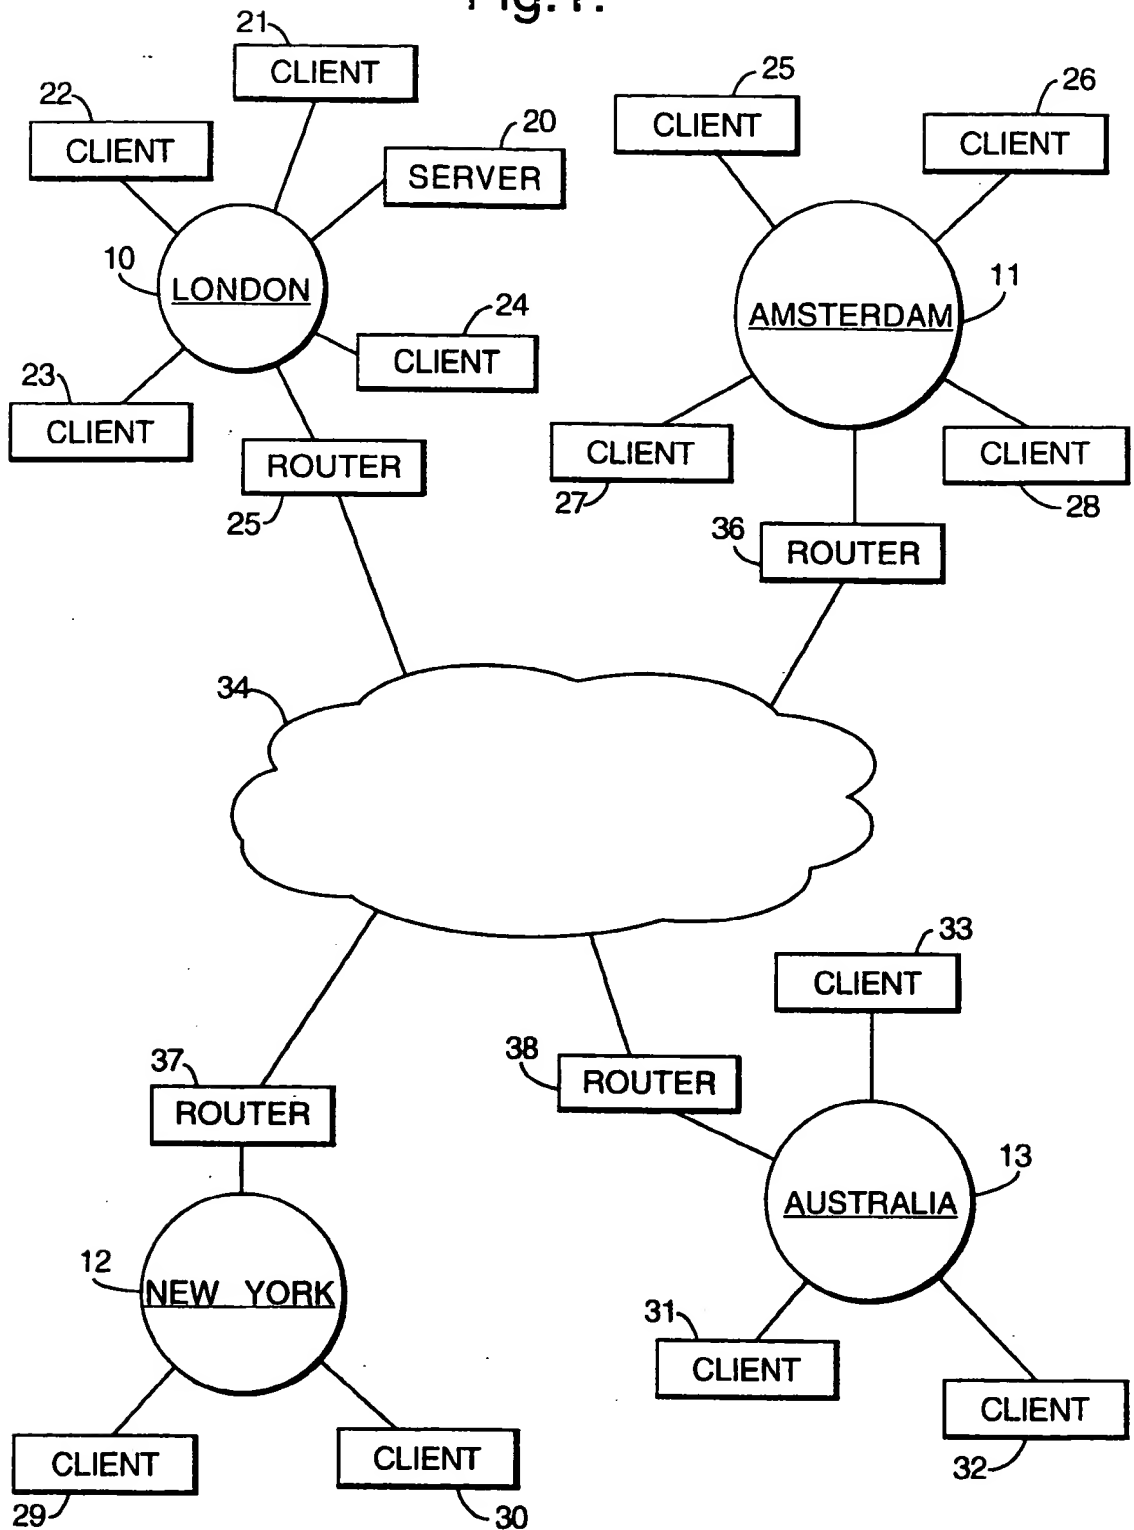 Fig.1.
21
CLIENT
22
CLIENT
20
SERVER
10
LONDON
24
CLIENT
23
CLIENT
ROUTER
25
25
CLIENT
26
CLIENT
11
AMSTERDAM
CLIENT
27
CLIENT
28
36
ROUTER
34
33
CLIENT
37
ROUTER
38
ROUTER
13
AUSTRALIA
12
NEW YORK
31
CLIENT
CLIENT
32
CLIENT
29
CLIENT
30